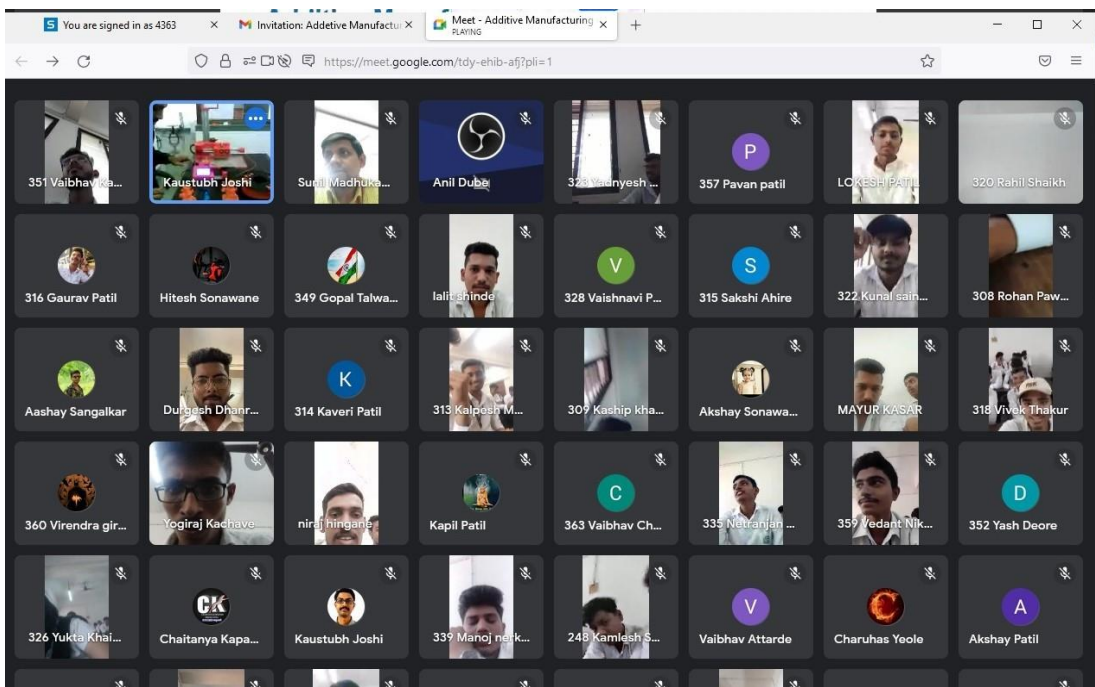 You are signed in as 4363
Invitation: Addetive Manufactur
Meet - Additive Manufacturing
PLAYING
https://meet.google.com/tdy-ehib-afj?pli=1
351 Vaibhav Ka...
Kaustubh Joshi
Sunil Madhuka...
Anil Dube
323 Yadnyesh ...
P
357 Pavan patil
LOKESH PATIL
320 Rahil Shaikh
316 Gaurav Patil
Hitesh Sonawane
349 Gopal Talwa...
lalit shinde
V
328 Vaishnavi P...
S
315 Sakshi Ahire
322 Kunal sain...
308 Rohan Paw...
Aashay Sangalkar
Durgesh Dhanr...
K
314 Kaveri Patil
313 Kalpesh M...
309 Kaship kha...
Akshay Sonawa...
MAYUR KASAR
318 Vivek Thakur
360 Virendra gir...
Yogiraj Kachave
niraj hingane
Kapil Patil
C
363 Vaibhav Ch...
335 Netranjan ...
359 Vedant Nik...
D
352 Yash Deore
326 Yukta Khai...
CK
Chaitanya Kapa...
Kaustubh Joshi
339 Manoj nerk...
248 Kamlesh S...
V
Vaibhav Attarde
Charuhas Yeole
A
Akshay Patil